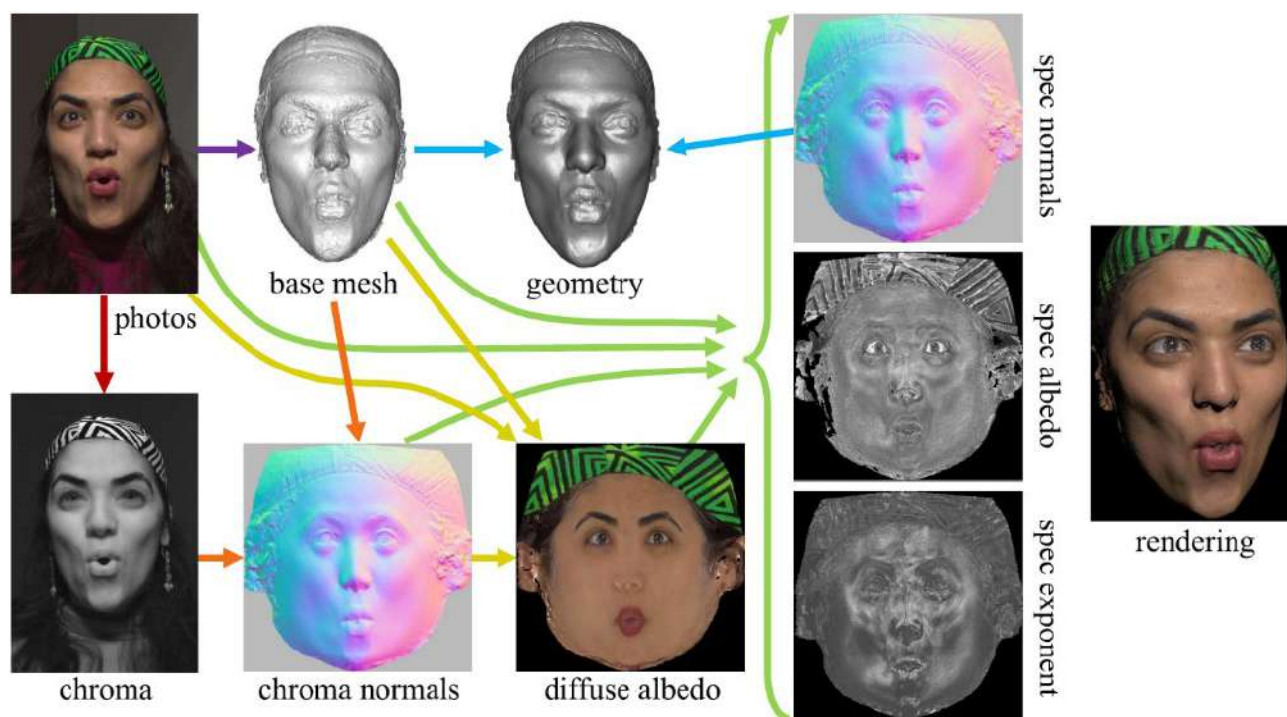 photos
base mesh
geometry
spec normals
spec albedo
chroma
chroma normals
diffuse albedo
spec exponent
rendering